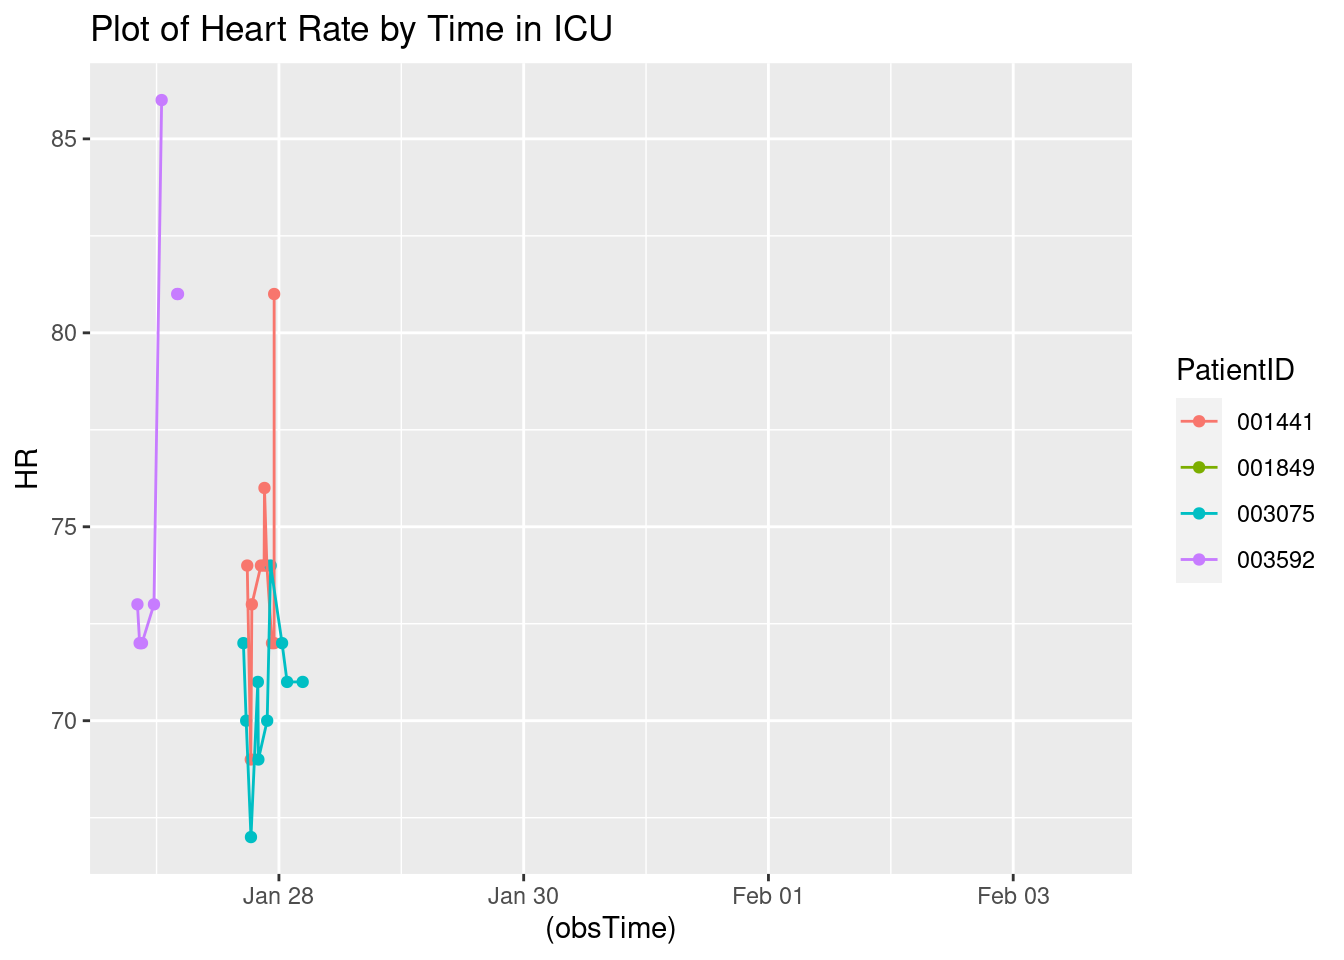 Plot of Heart Rate by Time in ICU
85
80
75
70
HR
Jan 28
Jan 30
Feb 01
Feb 03
(obsTime)
PatientID
001441
001849
003075
003592